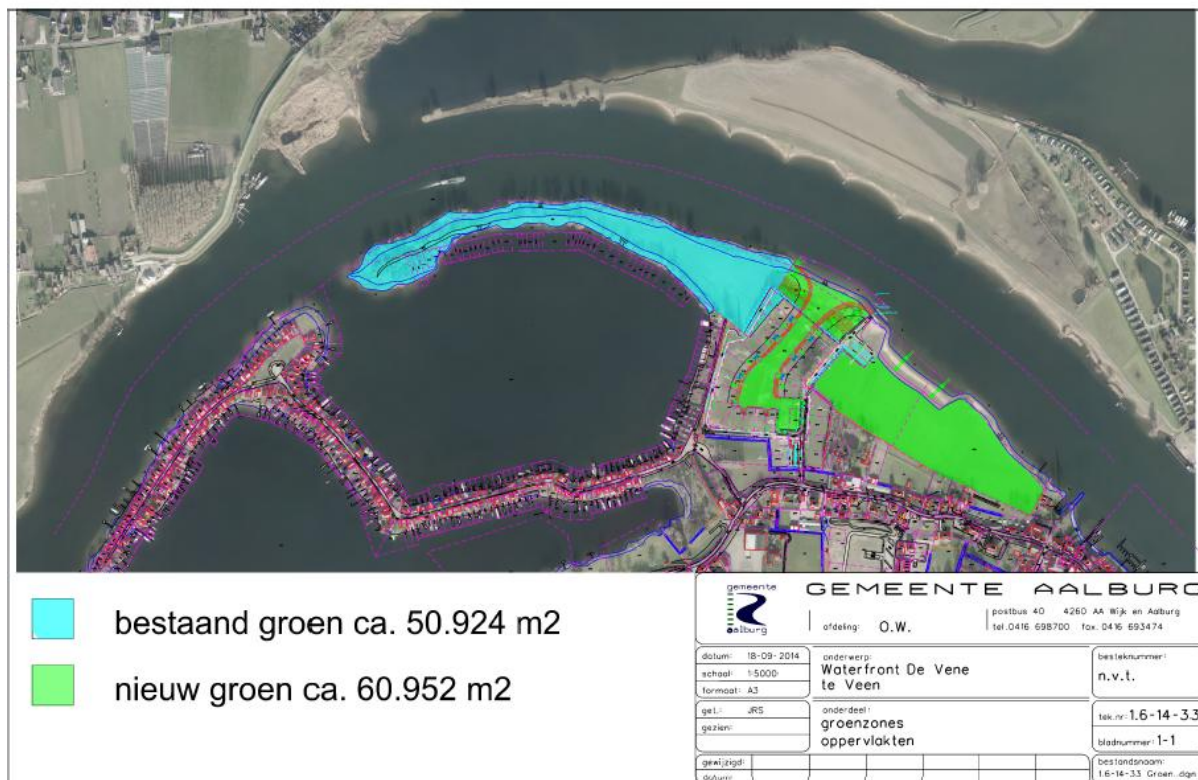 bestaand groen ca. 50.924 m2
nieuw groen ca. 60.952 m2
gemeente
aalburg
GEMEENTE AALBURG
afdeling: O.W.
postbus 40 4260 AA Wijk en Aalburg
tel.0416 698700 fax. 0416 693474
datum: 18-09-2014
schaal: 1:5000
formaat: A3
onderwerp:
Waterfront De Vene
te Veen
besteknummer:
n.v.t.
get.: JRS
gezien:
onderdeel:
groenzones
oppervlakten
tek.nr: 1.6-14-33
bladnummer: 1-1
gewijzigd:
datum:
bestandsnaam:
1.6-14-33 Groen.dgn